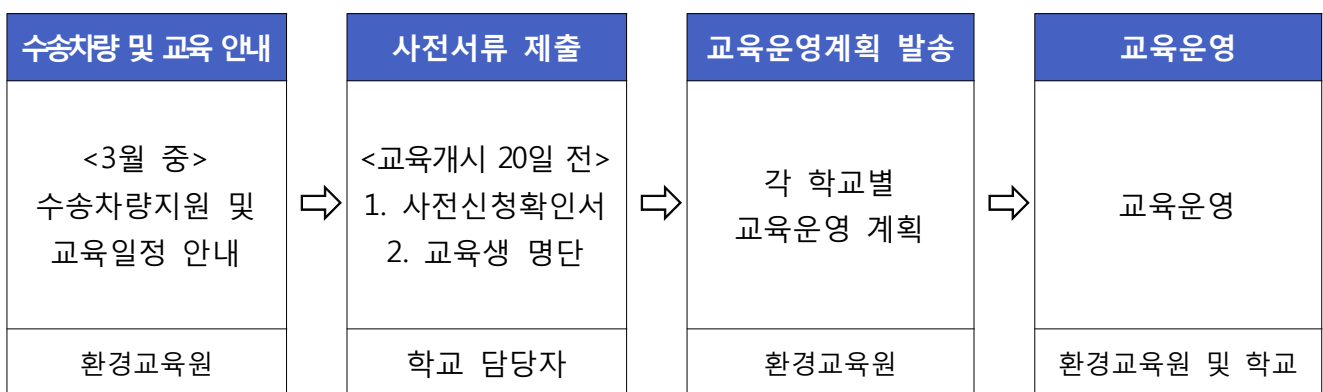 수송차량 및 교육 안내
<3월 중>
수송차량지원 및
교육일정 안내
환경교육원
⇨
사전서류 제출
<교육개시 20일 전>
1. 사전신청확인서
2. 교육생 명단
학교 담당자
⇨
교육운영계획 발송
각 학교별
교육운영 계획
환경교육원
⇨
교육운영
교육운영
환경교육원 및 학교